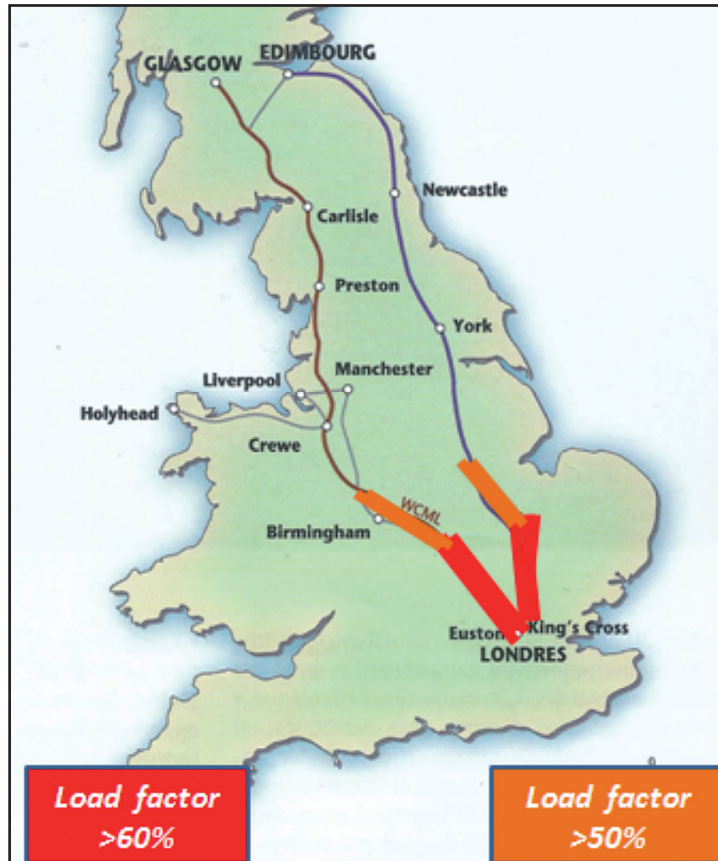 EDIMBOURG
GLASGOW
Newcastle
Carlisle
Preston
York
Manchester
Liverpool
Holyhead
Crewe
WCML
Birmingham
Euston
King's Cross
LONDRES
Load factor
>60%
Load factor
>50%